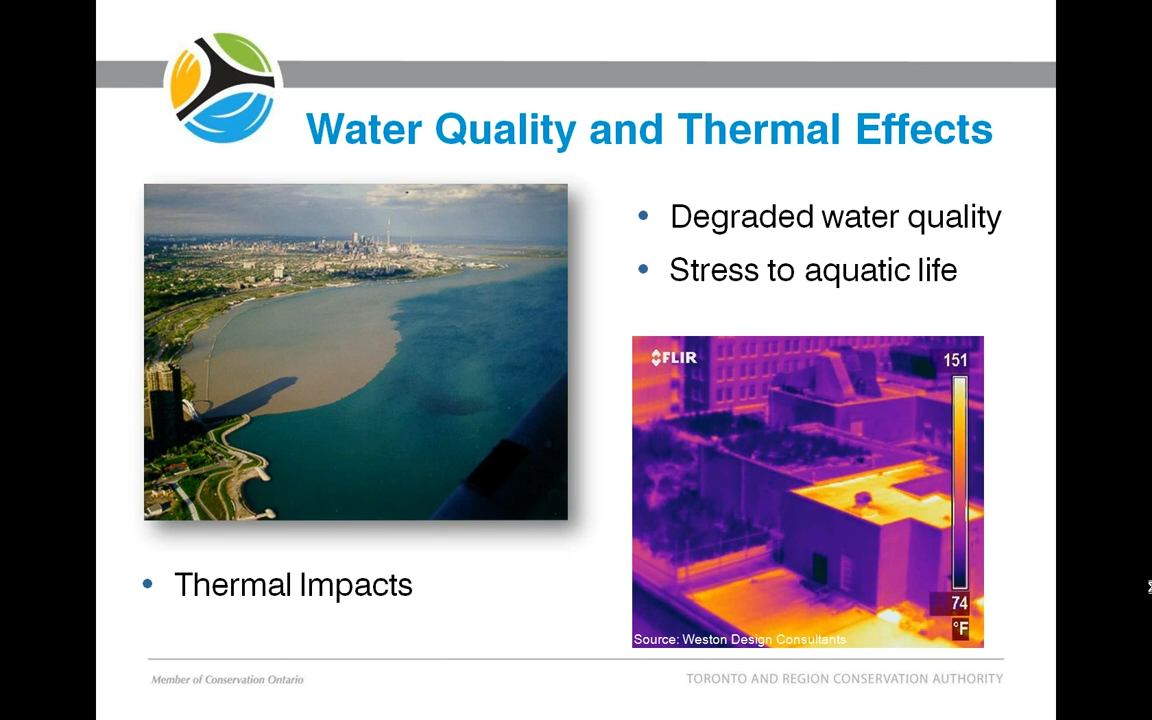 Water Quality and Thermal Effects
• Degraded water quality
• Stress to aquatic life
FLIR
151
74
°F
Source: Weston Design Consultants
• Thermal Impacts
Member of Conservation Ontario
TORONTO AND REGION CONSERVATION AUTHORITY